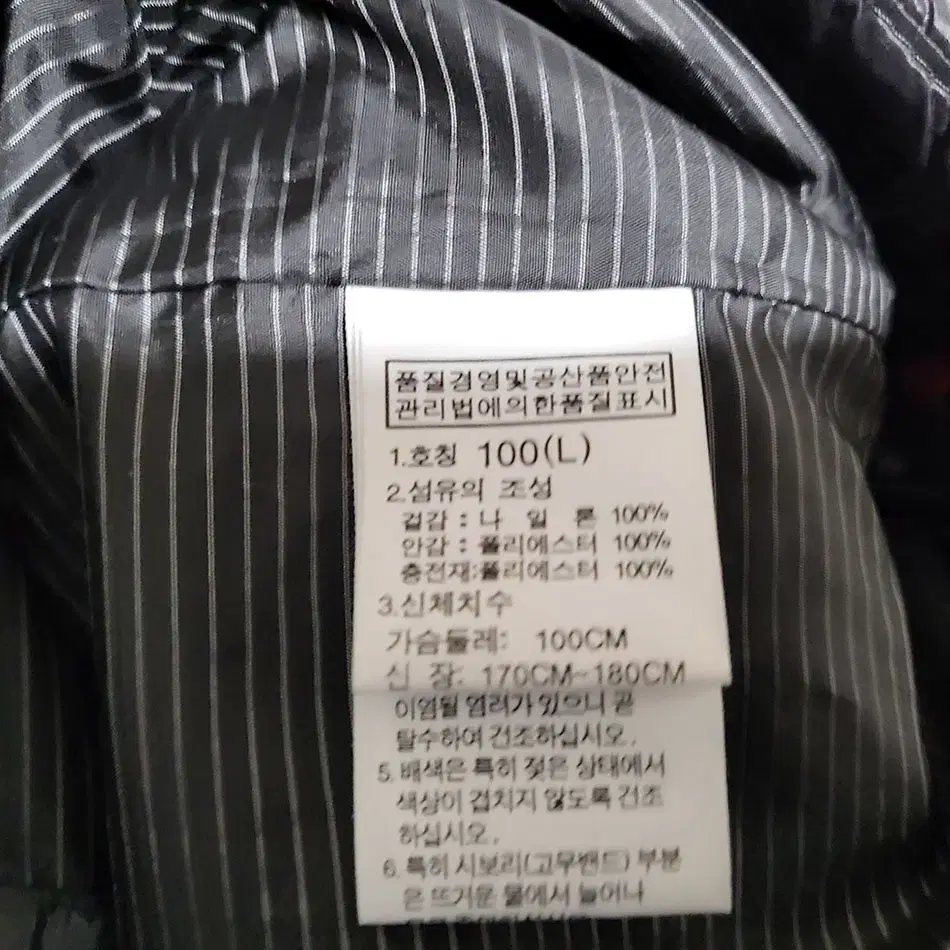 품질경영및공산품안전
관리법에의한품질표시
1.호칭 100(L)
2.섬유의 조성
겉감 : 나 일 론 100%
안감 : 폴리에스터 100%
충전재:폴리에스터 100%
3.신체치수
가슴둘레: 100CM
신 장: 170CM~180CM
이염될 염려가 있으니 곧
탈수하여 건조하십시오.
5. 배색은 특히 젖은 상태에서
색상이 겹치지 않도록 건조
하십시오.
6. 특히 시보리(고무밴드) 부분
은 뜨거운 물에서 늘어나